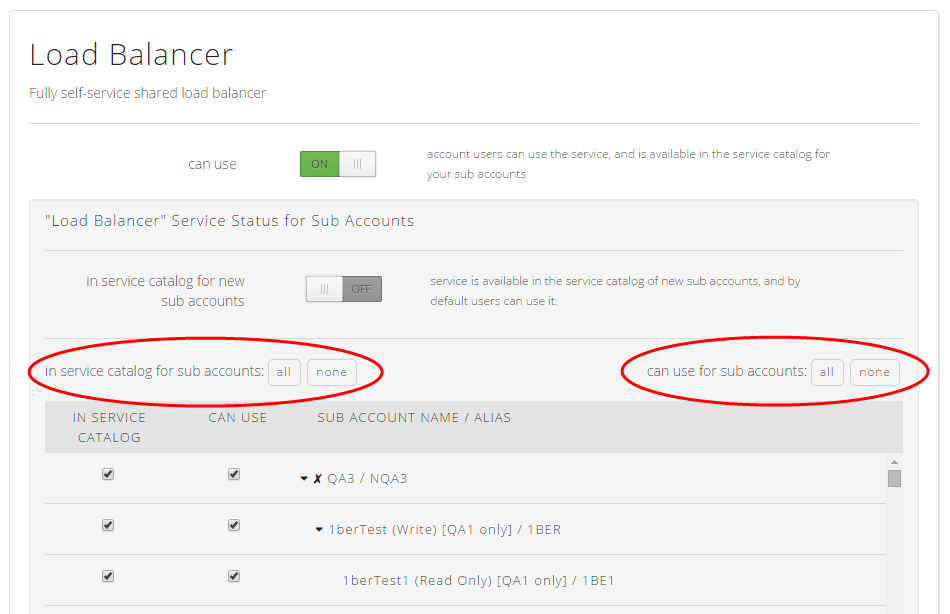 Load Balancer
Fully self-service shared load balancer
can use
ON
account users can use the service, and is available in the service catalog for
your sub accounts
"Load Balancer" Service Status for Sub Accounts
in service catalog for new
sub accounts
OFF
service is available in the service catalog of new sub accounts, and by
default users can use it.
in service catalog for sub accounts: all none
can use for sub accounts: all none
IN SERVICE
CATALOG
CAN USE
SUB ACCOUNT NAME / ALIAS
✗ QA3 / NQA3
1berTest (Write) [QA1 only] / 1BER
1berTest1 (Read Only) [QA1 only] / 1BE1